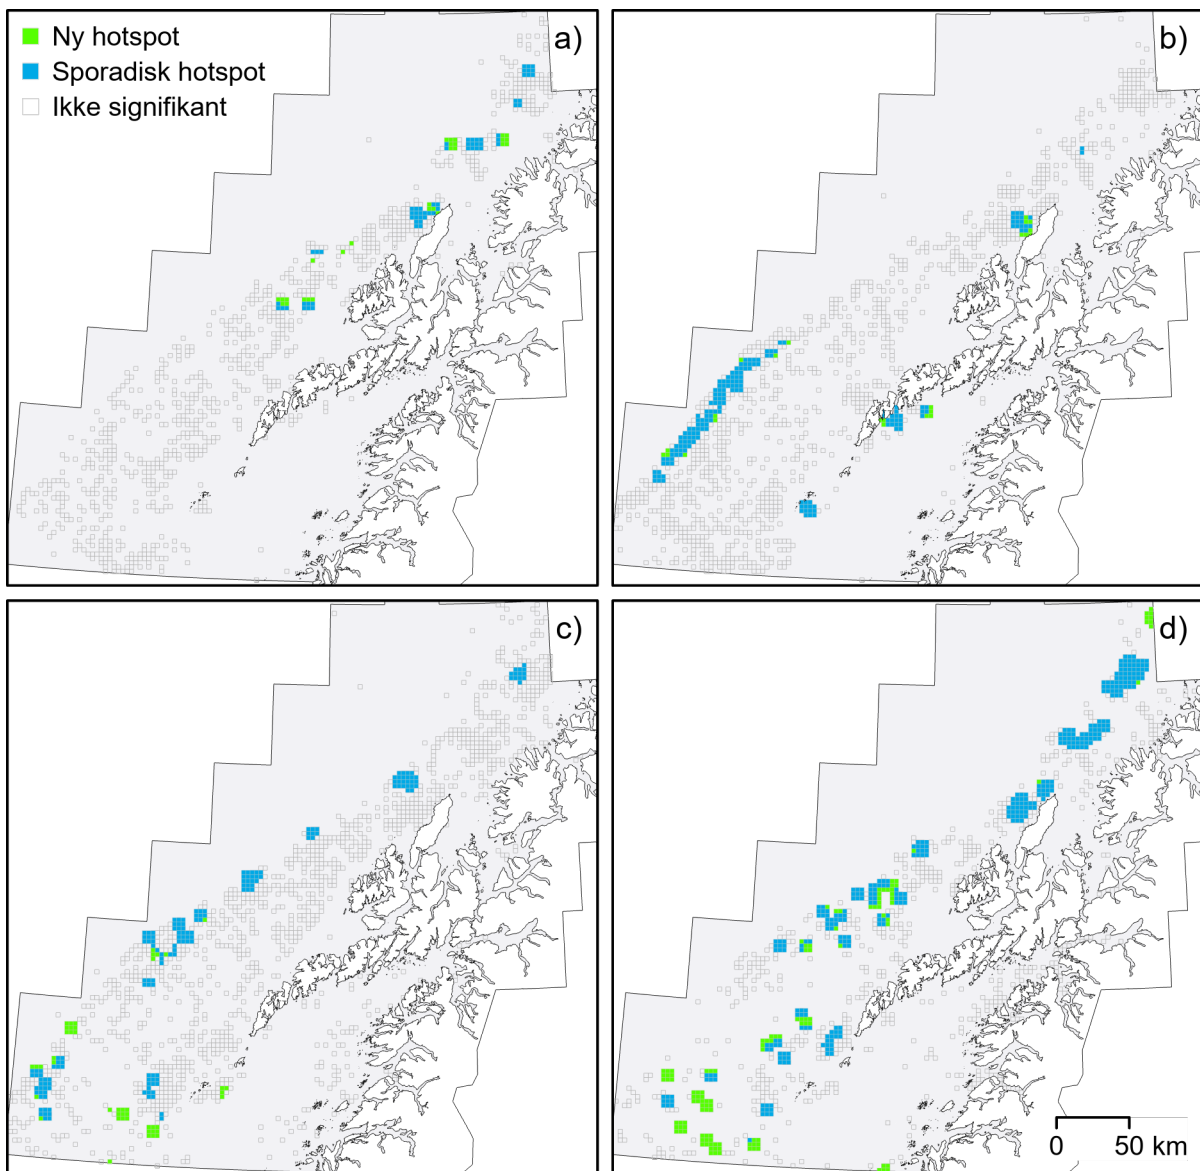 Ny hotspot
Sporadisk hotspot
Ikke signifikant
a)
b)
c)
d)
0 50 km